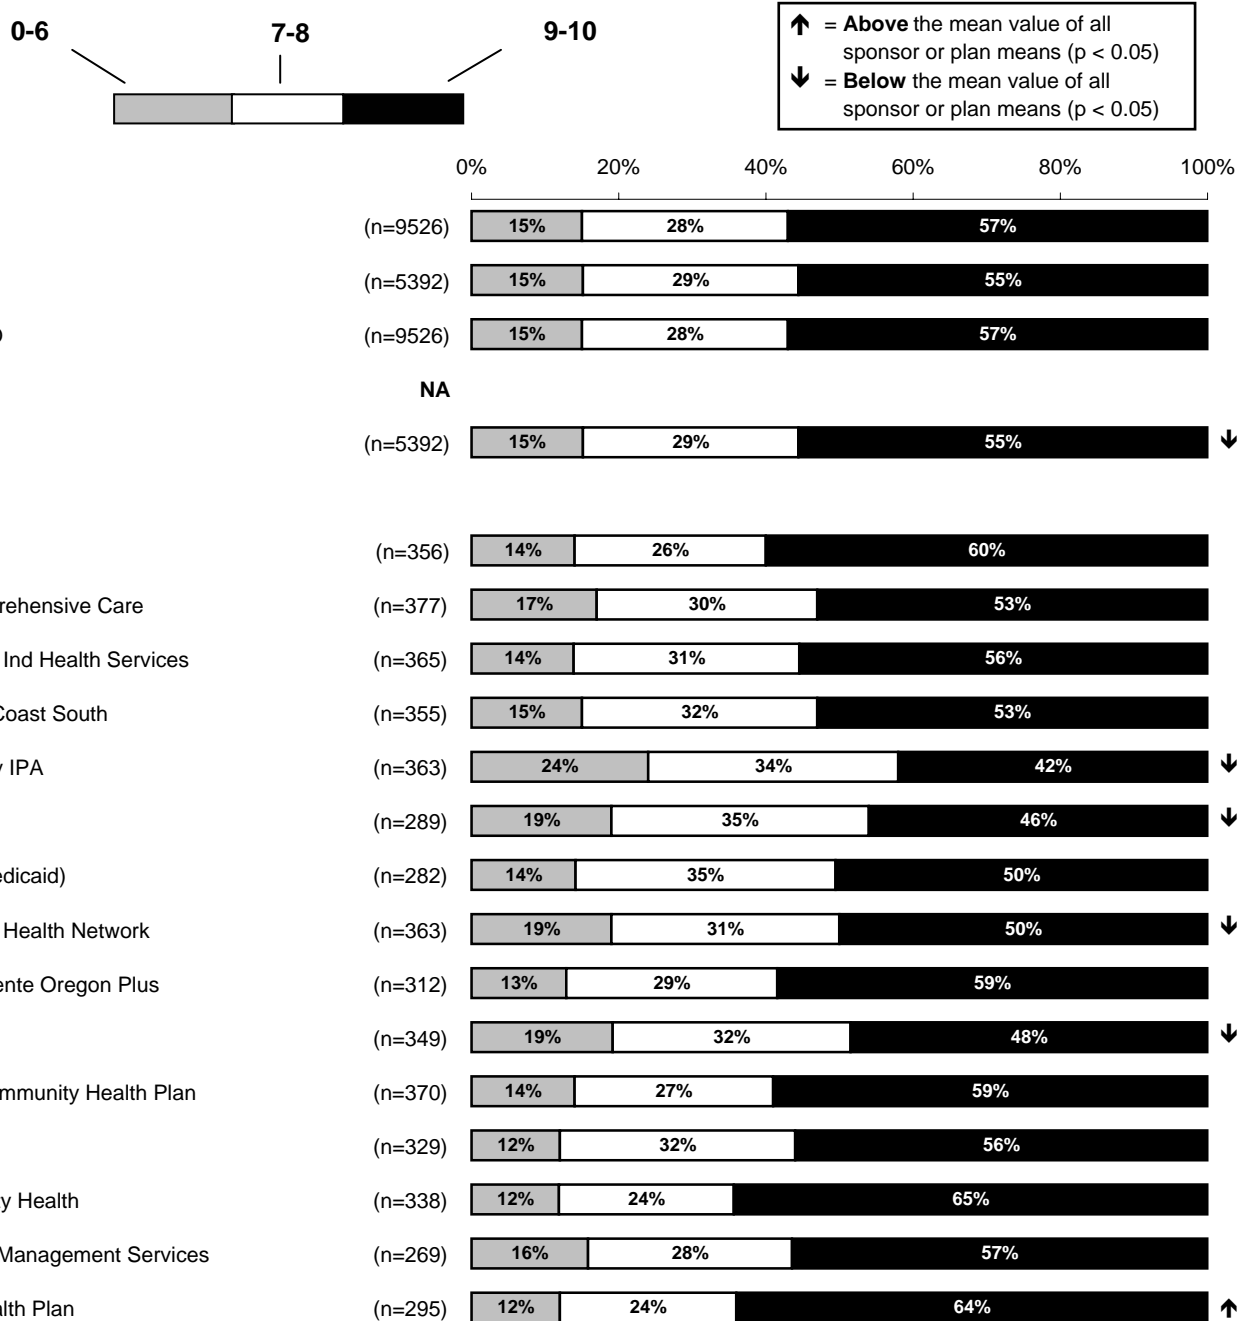 0-6 7-8 9-10
🡩 = Above the mean value of all
sponsor or plan means (p < 0.05)
🡫 = Below the mean value of all
sponsor or plan means (p < 0.05)
0% 20% 40% 60% 80% 100%
(n=9526) 15% 28% 57%
(n=5392) 15% 29% 55%
(n=9526) 15% 28% 57%
NA
(n=5392) 15% 29% 55% 🡫
(n=356) 14% 26% 60%
rehensive Care (n=377) 17% 30% 53%
Ind Health Services (n=365) 14% 31% 56%
Coast South (n=355) 15% 32% 53%
IPA (n=363) 24% 34% 42% 🡫
(n=289) 19% 35% 46% 🡫
edicaid) (n=282) 14% 35% 50%
Health Network (n=363) 19% 31% 50% 🡫
ente Oregon Plus (n=312) 13% 29% 59%
(n=349) 19% 32% 48% 🡫
mmunity Health Plan (n=370) 14% 27% 59%
(n=329) 12% 32% 56%
ty Health (n=338) 12% 24% 65%
Management Services (n=269) 16% 28% 57%
alth Plan (n=295) 12% 24% 64% 🡩